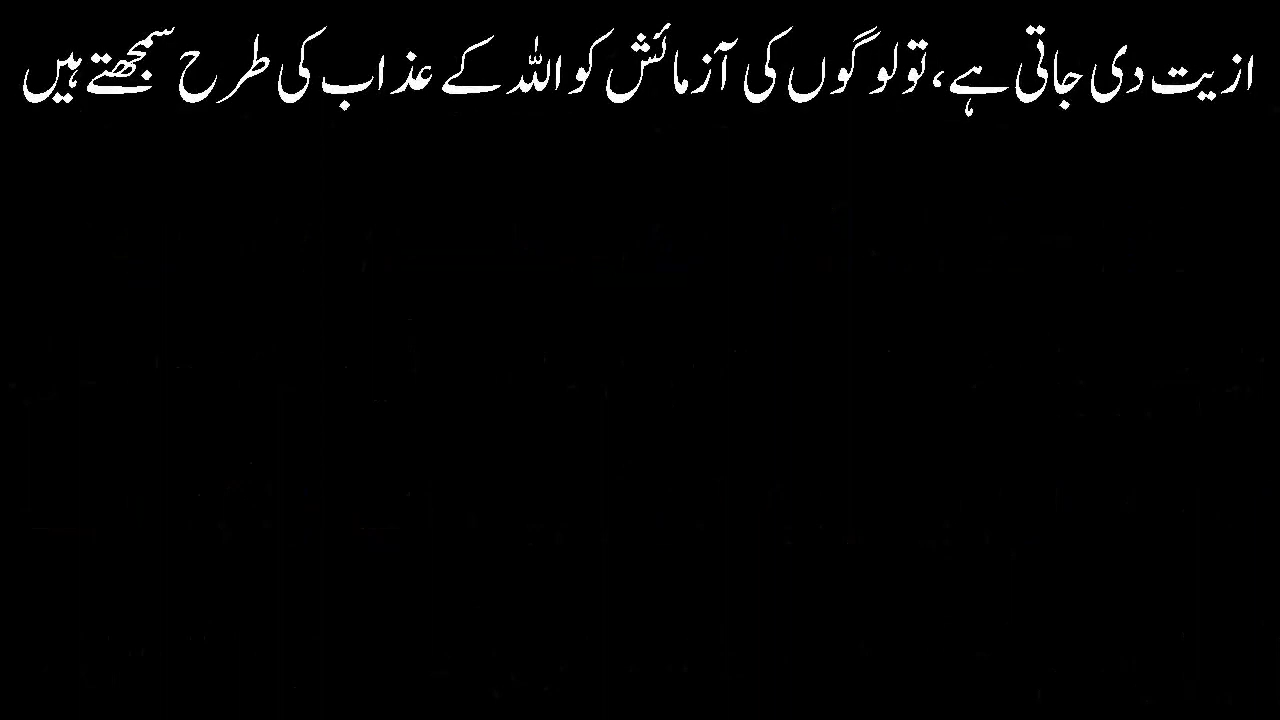 ازیت دی جاتی ہے، تو لوگوں کی آزمائش کو اللہ کے عذاب کی طرح سمجھتے ہیں